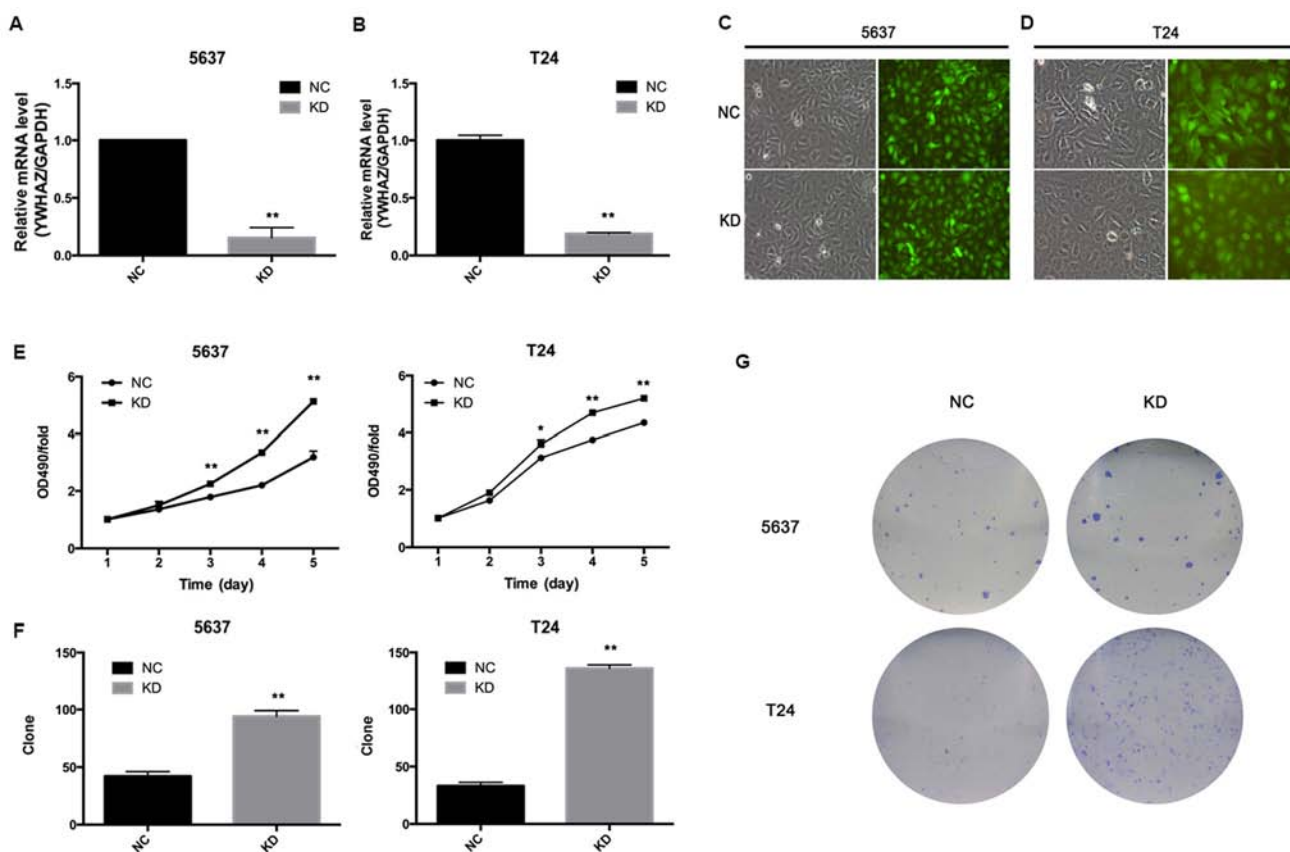 A
5637
Relative mRNA level
(YWHAZ/GAPDH)
1.5
1.0
0.5
0.0
NC
KD
**
NC
KD
B
T24
Relative mRNA level
(YWHAZ/GAPDH)
1.5
1.0
0.5
0.0
NC
KD
**
NC
KD
C
5637
D
T24
NC
KD
E
5637
OD490/fold
6
4
2
0
NC
KD
**
**
**
1 2 3 4 5
Time (day)
T24
OD490/fold
6
4
2
0
NC
KD
*
**
**
1 2 3 4 5
Time (day)
F
5637
Clone
150
100
50
0
NC
KD
**
NC
KD
T24
Clone
150
100
50
0
NC
KD
**
NC
KD
G
NC
KD
5637
T24